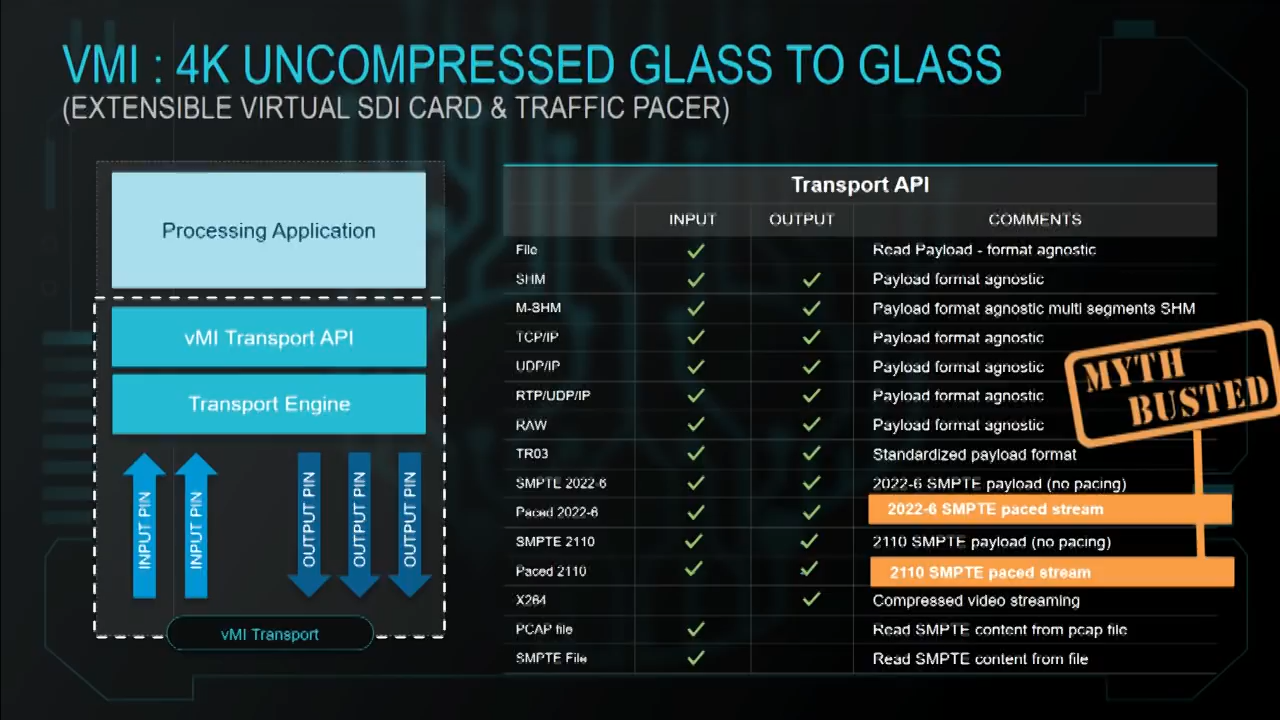 VMI : 4K UNCOMPRESSED GLASS TO GLASS
(EXTENSIBLE VIRTUAL SDI CARD & TRAFFIC PACER)
Processing Application
vMI Transport API
Transport Engine
INPUT PIN
INPUT PIN
OUTPUT PIN
OUTPUT PIN
OUTPUT PIN
vMI Transport
Transport API
INPUT OUTPUT COMMENTS
File Read Payload - format agnostic
SHM Payload format agnostic
M-SHM Payload format agnostic multi segments SHM
TCP/IP Payload format agnostic
UDP/IP Payload format agnostic
RTP/UDP/IP Payload format agnostic
RAW Payload format agnostic
TR03 Standardized payload format
SMPTE 2022-6 2022-6 SMPTE payload (no pacing)
Paced 2022-6 2022-6 SMPTE paced stream
SMPTE 2110 2110 SMPTE payload (no pacing)
Paced 2110 2110 SMPTE paced stream
X264 Compressed video streaming
PCAP file Read SMPTE content from pcap file
SMPTE File Read SMPTE content from file
MYTH
BUSTED